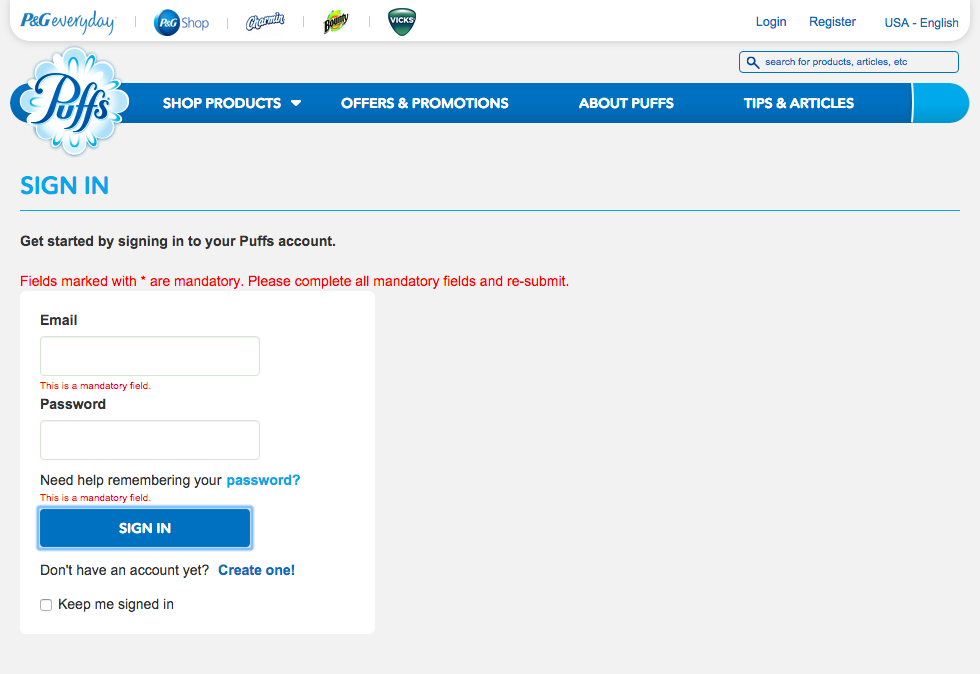 P&G everyday P&G Shop Charmin Bounty VICKS Login Register USA - English
search for products, articles, etc
Puffs SHOP PRODUCTS OFFERS & PROMOTIONS ABOUT PUFFS TIPS & ARTICLES
SIGN IN
Get started by signing in to your Puffs account.
Fields marked with * are mandatory. Please complete all mandatory fields and re-submit.
Email
This is a mandatory field.
Password
Need help remembering your password?
This is a mandatory field.
SIGN IN
Don't have an account yet? Create one!
Keep me signed in